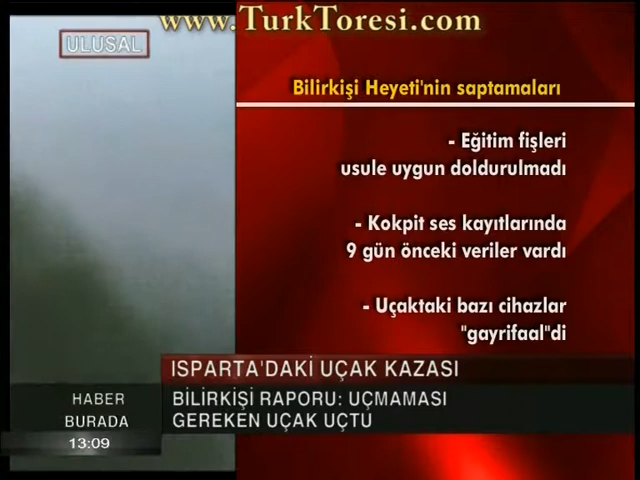 www.TurkToresi.com
ULUSAL
Bilirkişi Heyeti'nin saptamaları
- Eğitim fişleri
usule uygun doldurulmadı
- Kokpit ses kayıtlarında
9 gün önceki veriler vardı
- Uçaktaki bazı cihazlar
"gayrifaal"di
ISPARTA'DAKİ UÇAK KAZASI
BİLİRKİŞİ RAPORU: UÇMAMASI
GEREKEN UÇAK UÇTU
HABER
BURADA
13:09